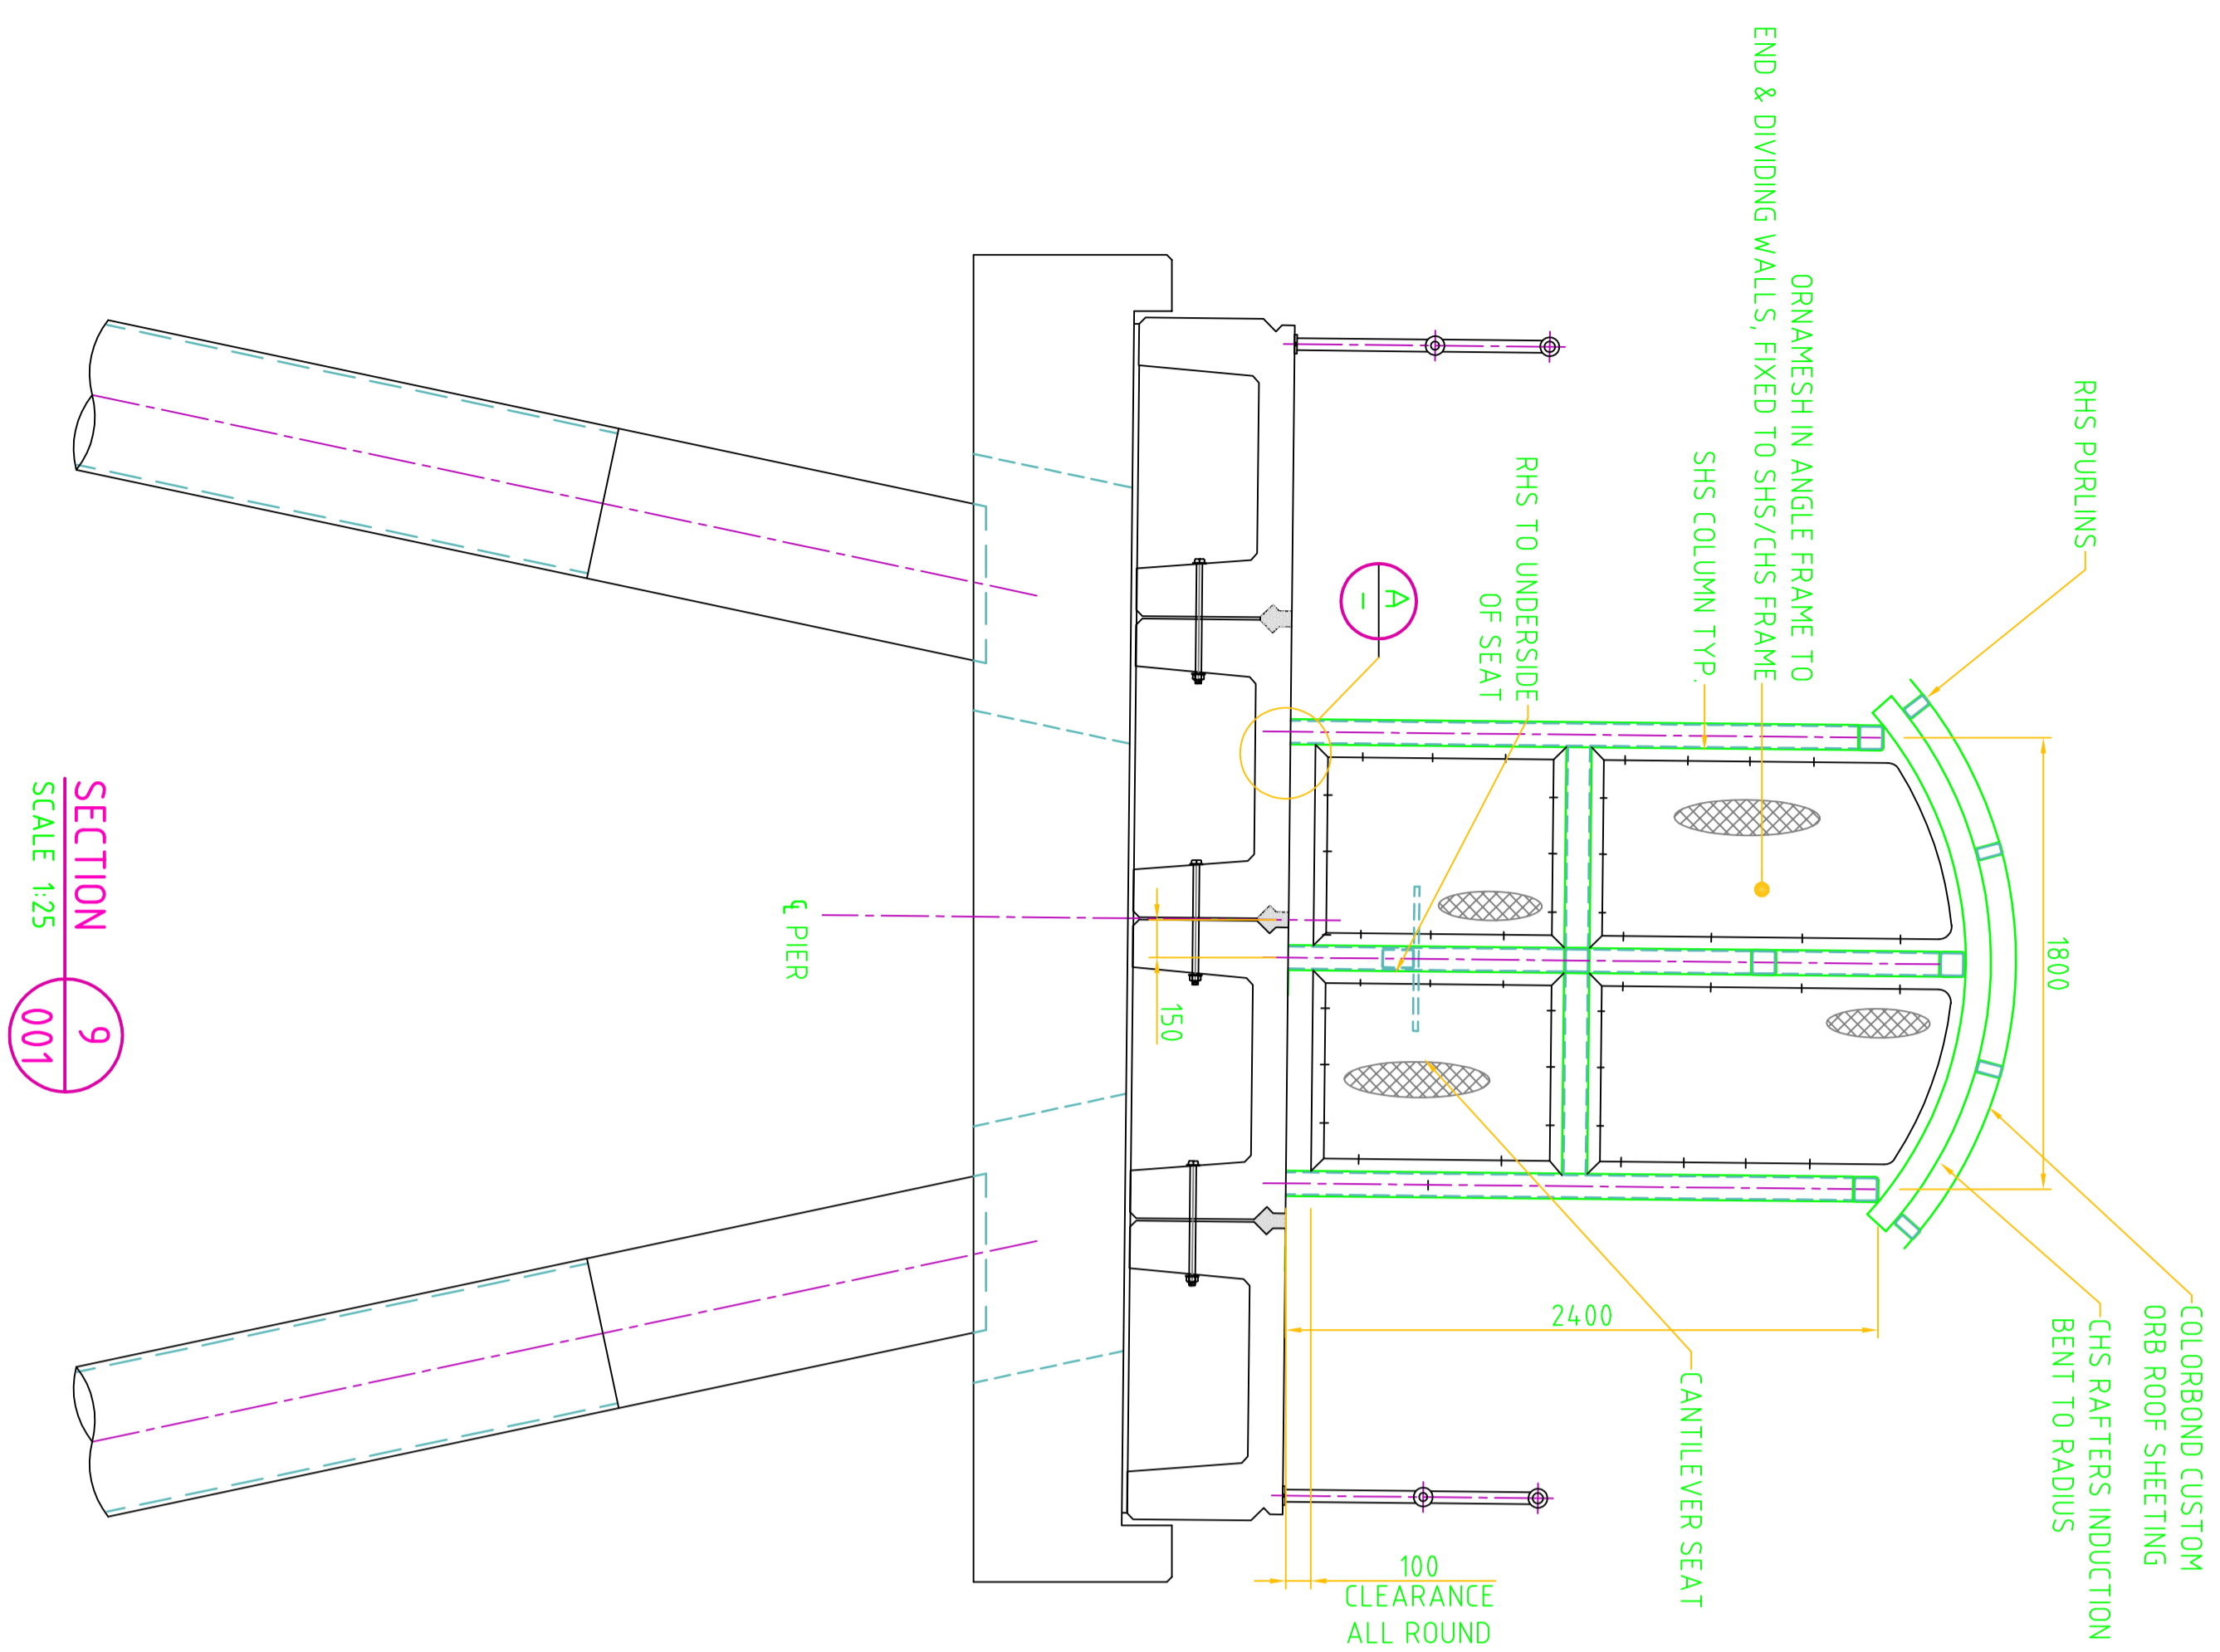 RHS PURLINS
ORNAMESH IN ANGLE FRAME TO
END & DIVIDING WALLS, FIXED TO SHS/CHS FRAME
SHS COLUMN TYP.
RHS TO UNDERSIDE
OF SEAT
A
-
1800
COLORBOND CUSTOM
ORB ROOF SHEETING
CHS RAFTERS INDUCTION
BENT TO RADIUS
2400
CANTILEVER SEAT
100
CLEARANCE
ALL ROUND
150
℄ PIER
SECTION
SCALE 1:25
9
001